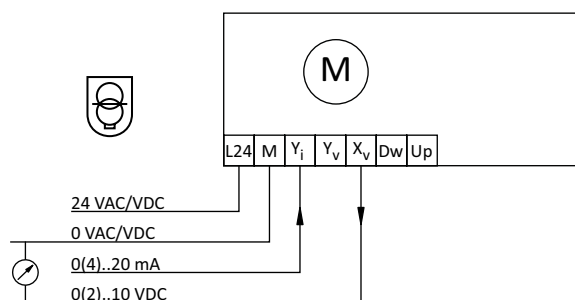 M
L24 M Yi Yv Xv Dw Up
24 VAC/VDC
0 VAC/VDC
0(4)..20 mA
0(2)..10 VDC